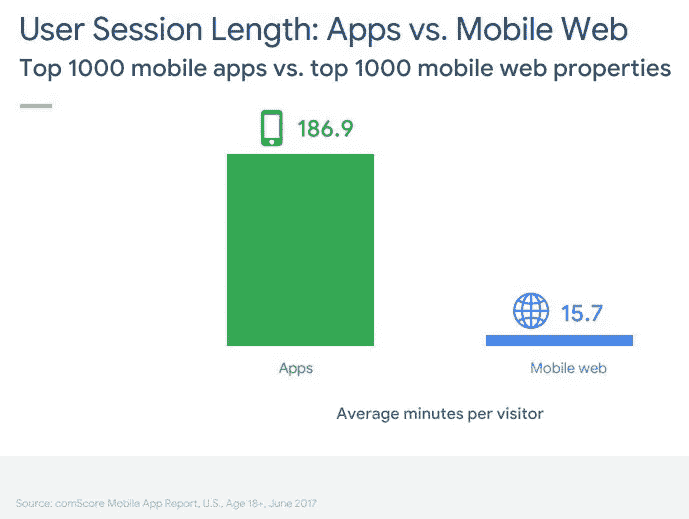 User Session Length: Apps vs. Mobile Web
Top 1000 mobile apps vs. top 1000 mobile web properties
186.9
15.7
Apps
Mobile web
Average minutes per visitor
Source: comScore Mobile App Report, U.S., Age 18+, June 2017